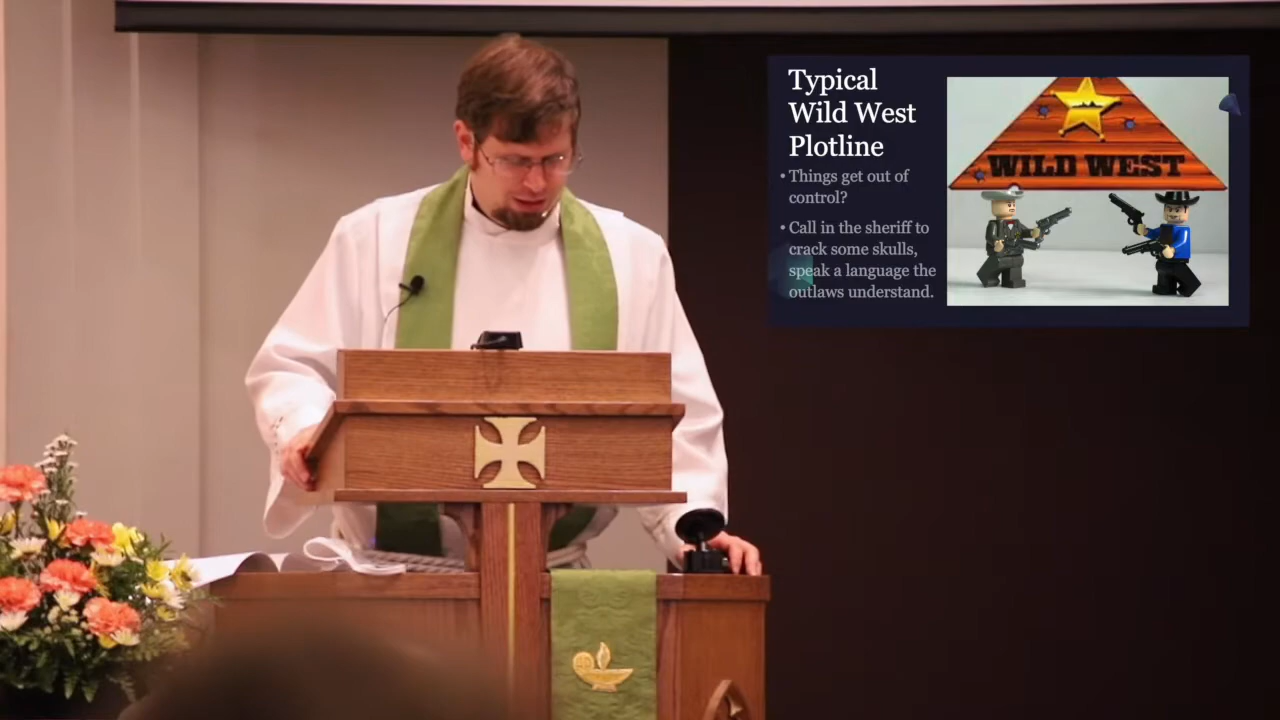 Typical
Wild West
Plotline
• Things get out of
control?
• Call in the sheriff to
crack some skulls,
speak a language the
outlaws understand.
WILD WEST